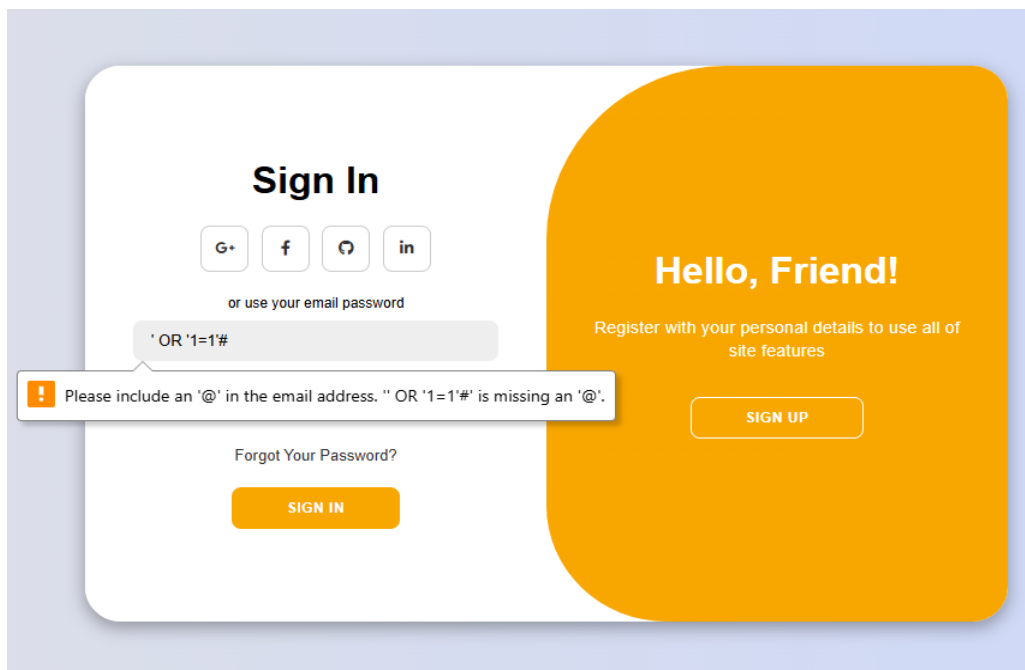 Sign In
G+ f in
or use your email password
' OR '1=1'#
! Please include an '@' in the email address. '' OR '1=1'#' is missing an '@'.
Forgot Your Password?
SIGN IN
Hello, Friend!
Register with your personal details to use all of
site features
SIGN UP